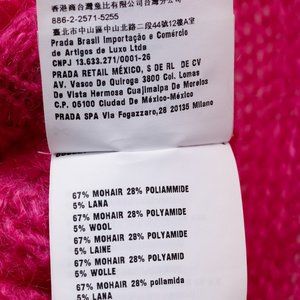 香港商台灣普拉達有限公司台灣分公司
886-2-2571-5255
臺北市中山區中山北路二段44號12樓A室
Prada Brasil Importação e Comércio
de Artigos de Luxo Ltda
CNPJ 13.633.271/0001-26
PRADA RETAIL MÉXICO, S DE RL DE CV
AV. Vasco De Quiroga 3800 Col. Lomas
De Vista Hermosa Cuajimalpa De Morelos
C.P. 05100 Ciudad De México-México
PRADA SPA Via Fogazzaro,28 20135 Milano
67% MOHAIR 28% POLIAMMIDE
5% LANA
67% MOHAIR 28% POLYAMIDE
5% WOOL
67% MOHAIR 28% POLYAMIDE
5% LAINE
67% MOHAIR 28% POLYAMID
5% WOLLE
67% MOHAIR 28% poliamida
5% LANA